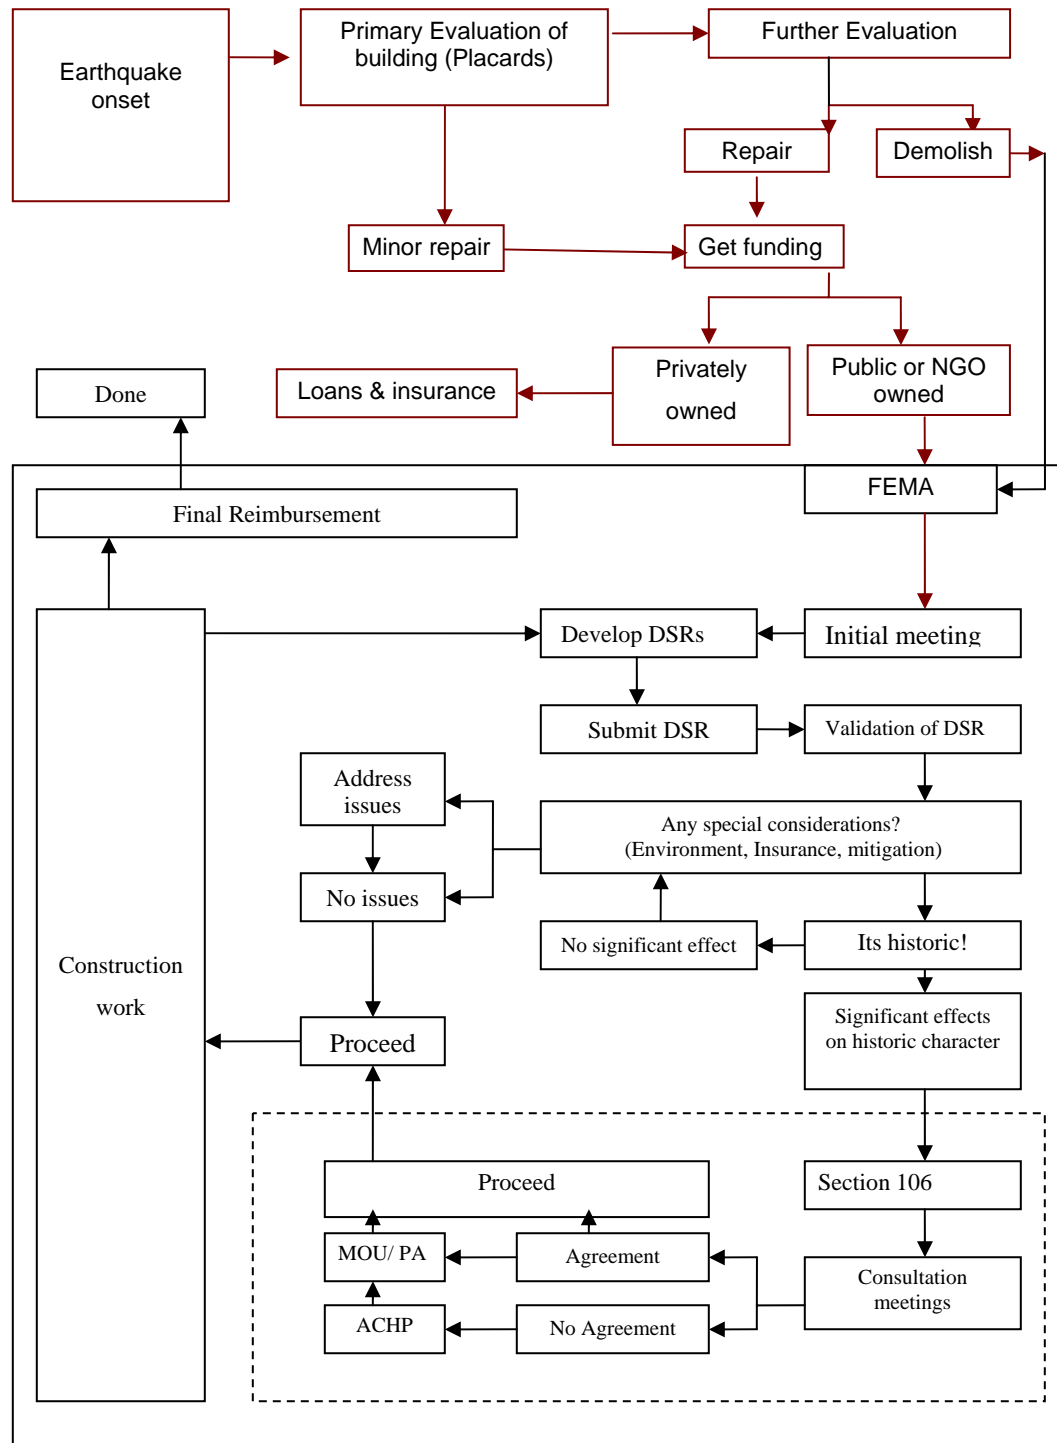 Earthquake
onset
Primary Evaluation of
building (Placards)
Further Evaluation
Repair
Demolish
Minor repair
Get funding
Loans & insurance
Privately
owned
Public or NGO
owned
Done
FEMA
Final Reimbursement
Develop DSRs
Initial meeting
Submit DSR
Validation of DSR
Address
issues
Any special considerations?
(Environment, Insurance, mitigation)
No issues
No significant effect
Its historic!
Construction
work
Significant effects
on historic character
Proceed
Proceed
Section 106
MOU/ PA
Agreement
Consultation
meetings
ACHP
No Agreement